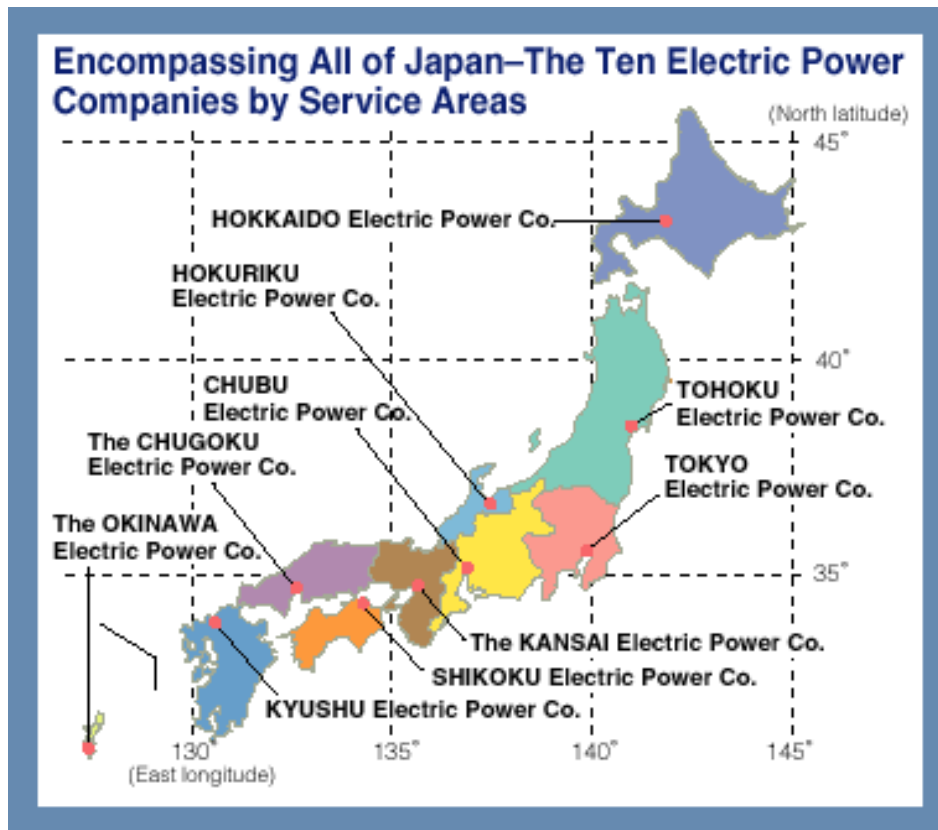 Encompassing All of Japan–The Ten Electric Power
Companies by Service Areas
(North latitude)
45˚
HOKKAIDO Electric Power Co.
HOKURIKU
Electric Power Co.
40˚
CHUBU
Electric Power Co.
TOHOKU
Electric Power Co.
The CHUGOKU
Electric Power Co.
TOKYO
Electric Power Co.
The OKINAWA
Electric Power Co.
35˚
The KANSAI Electric Power Co.
SHIKOKU Electric Power Co.
KYUSHU Electric Power Co.
130˚
135˚
140˚
145˚
(East longitude)